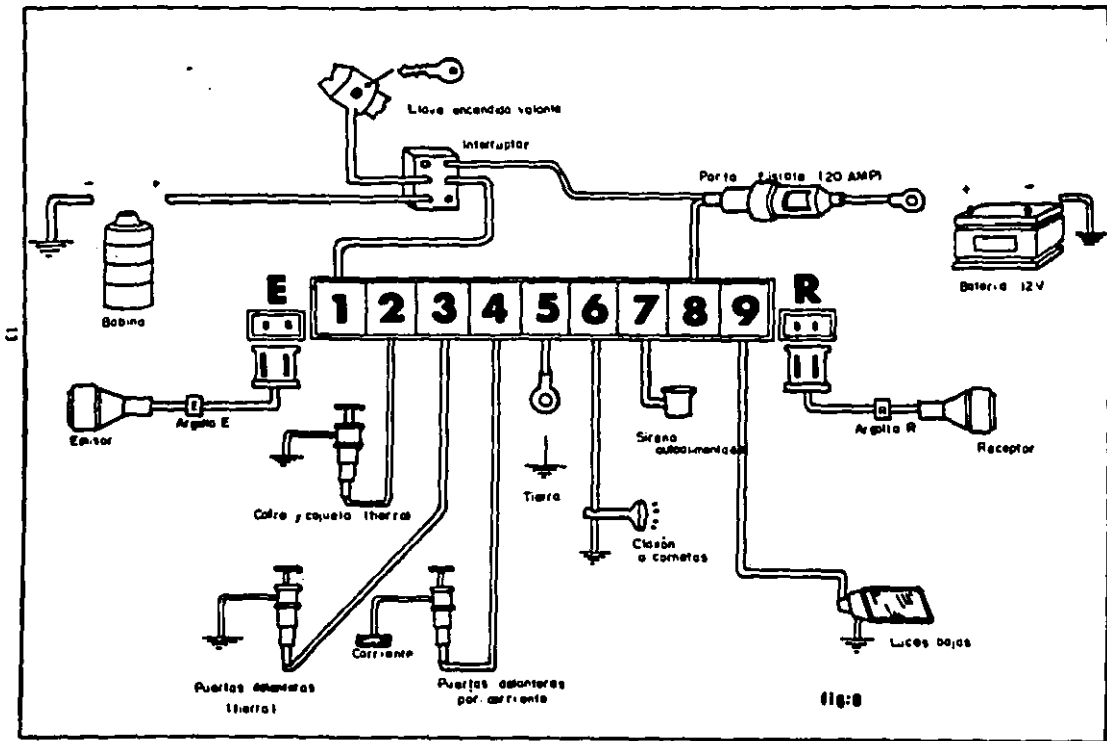 Llave encendido volante
Interruptor
Porta fusible (20 AMP)
- +
+ -
Bobina
Bateria 12V
E
1 2 3 4 5 6 7 8 9
R
13
E
Argolla E
Emisor
R
Argolla R
Receptor
Sirena
autoalimentada
Tierra
Cofre y cajuela (tierra)
Claxón
o cornetas
Corriente
Luces bajas
Puertas delanteras
(tierra)
Puertas delanteras
por corriente
fig:8